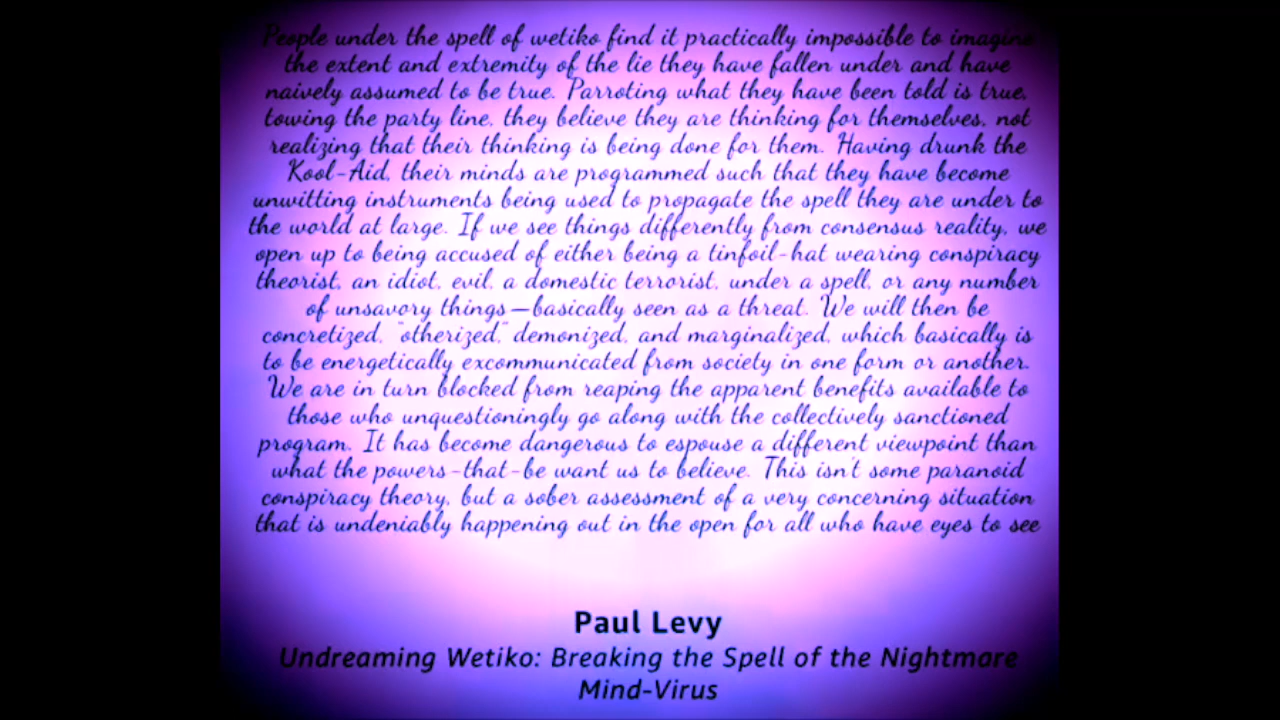 People under the spell of wetiko find it practically impossible to imagine
the extent and extremity of the lie they have fallen under and have
naively assumed to be true. Parroting what they have been told is true,
towing the party line, they believe they are thinking for themselves, not
realizing that their thinking is being done for them. Having drunk the
Kool-Aid, their minds are programmed such that they have become
unwitting instruments being used to propagate the spell they are under to
the world at large. If we see things differently from consensus reality, we
open up to being accused of either being a tinfoil-hat wearing conspiracy
theorist, an idiot, evil, a domestic terrorist, under a spell, or any number
of unsavory things—basically seen as a threat. We will then be
concretized, "otherized," demonized, and marginalized, which basically is
to be energetically excommunicated from society in one form or another.
We are in turn blocked from reaping the apparent benefits available to
those who unquestioningly go along with the collectively sanctioned
program. It has become dangerous to espouse a different viewpoint than
what the powers-that-be want us to believe. This isn't some paranoid
conspiracy theory, but a sober assessment of a very concerning situation
that is undeniably happening out in the open for all who have eyes to see
Paul Levy
Undreaming Wetiko: Breaking the Spell of the Nightmare
Mind-Virus